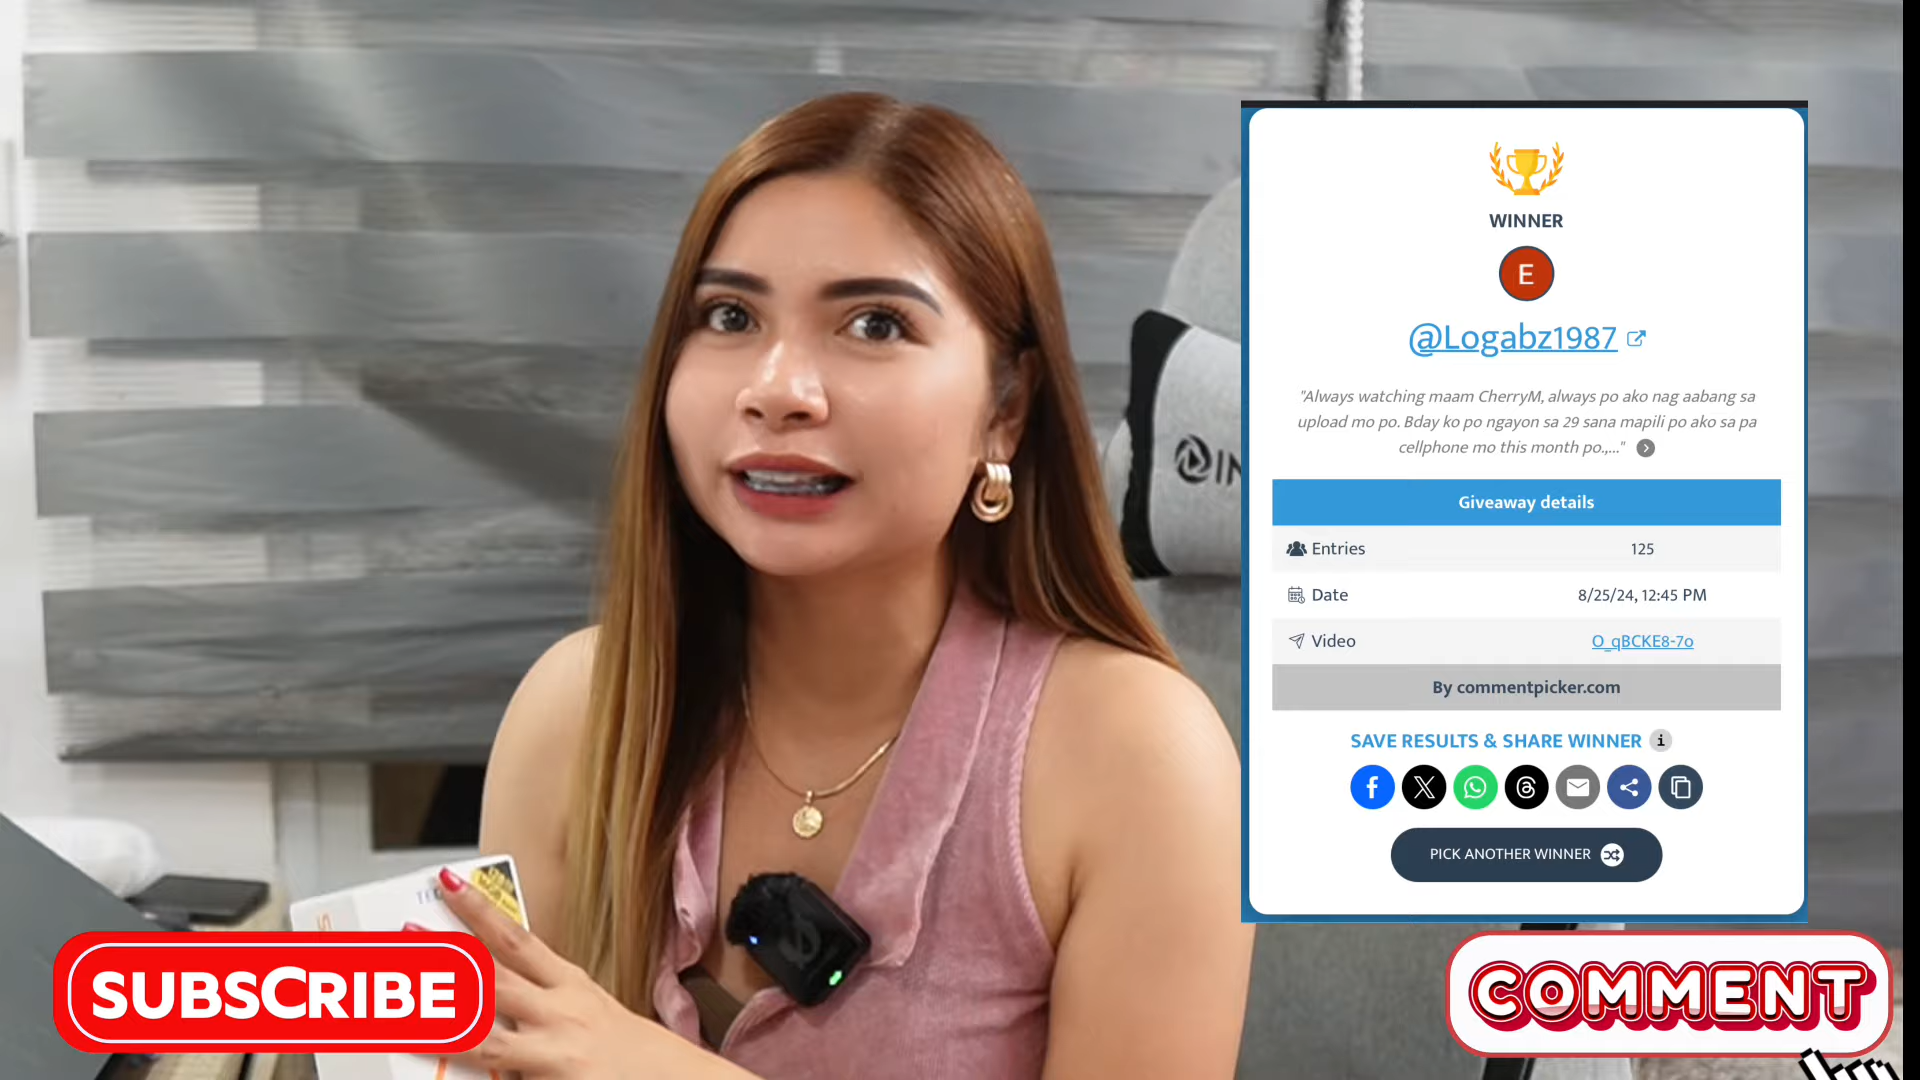 WINNER
E
@Logabz1987
"Always watching maam CherryM, always po ako nag aabang sa
upload mo po. Bday ko po ngayon sa 29 sana mapili po ako sa pa
cellphone mo this month po.,..."
Giveaway details
Entries 125
Date 8/25/24, 12:45 PM
Video O_qBCKE8-7o
By commentpicker.com
SAVE RESULTS & SHARE WINNER i
PICK ANOTHER WINNER
SUBSCRIBE
COMMENT